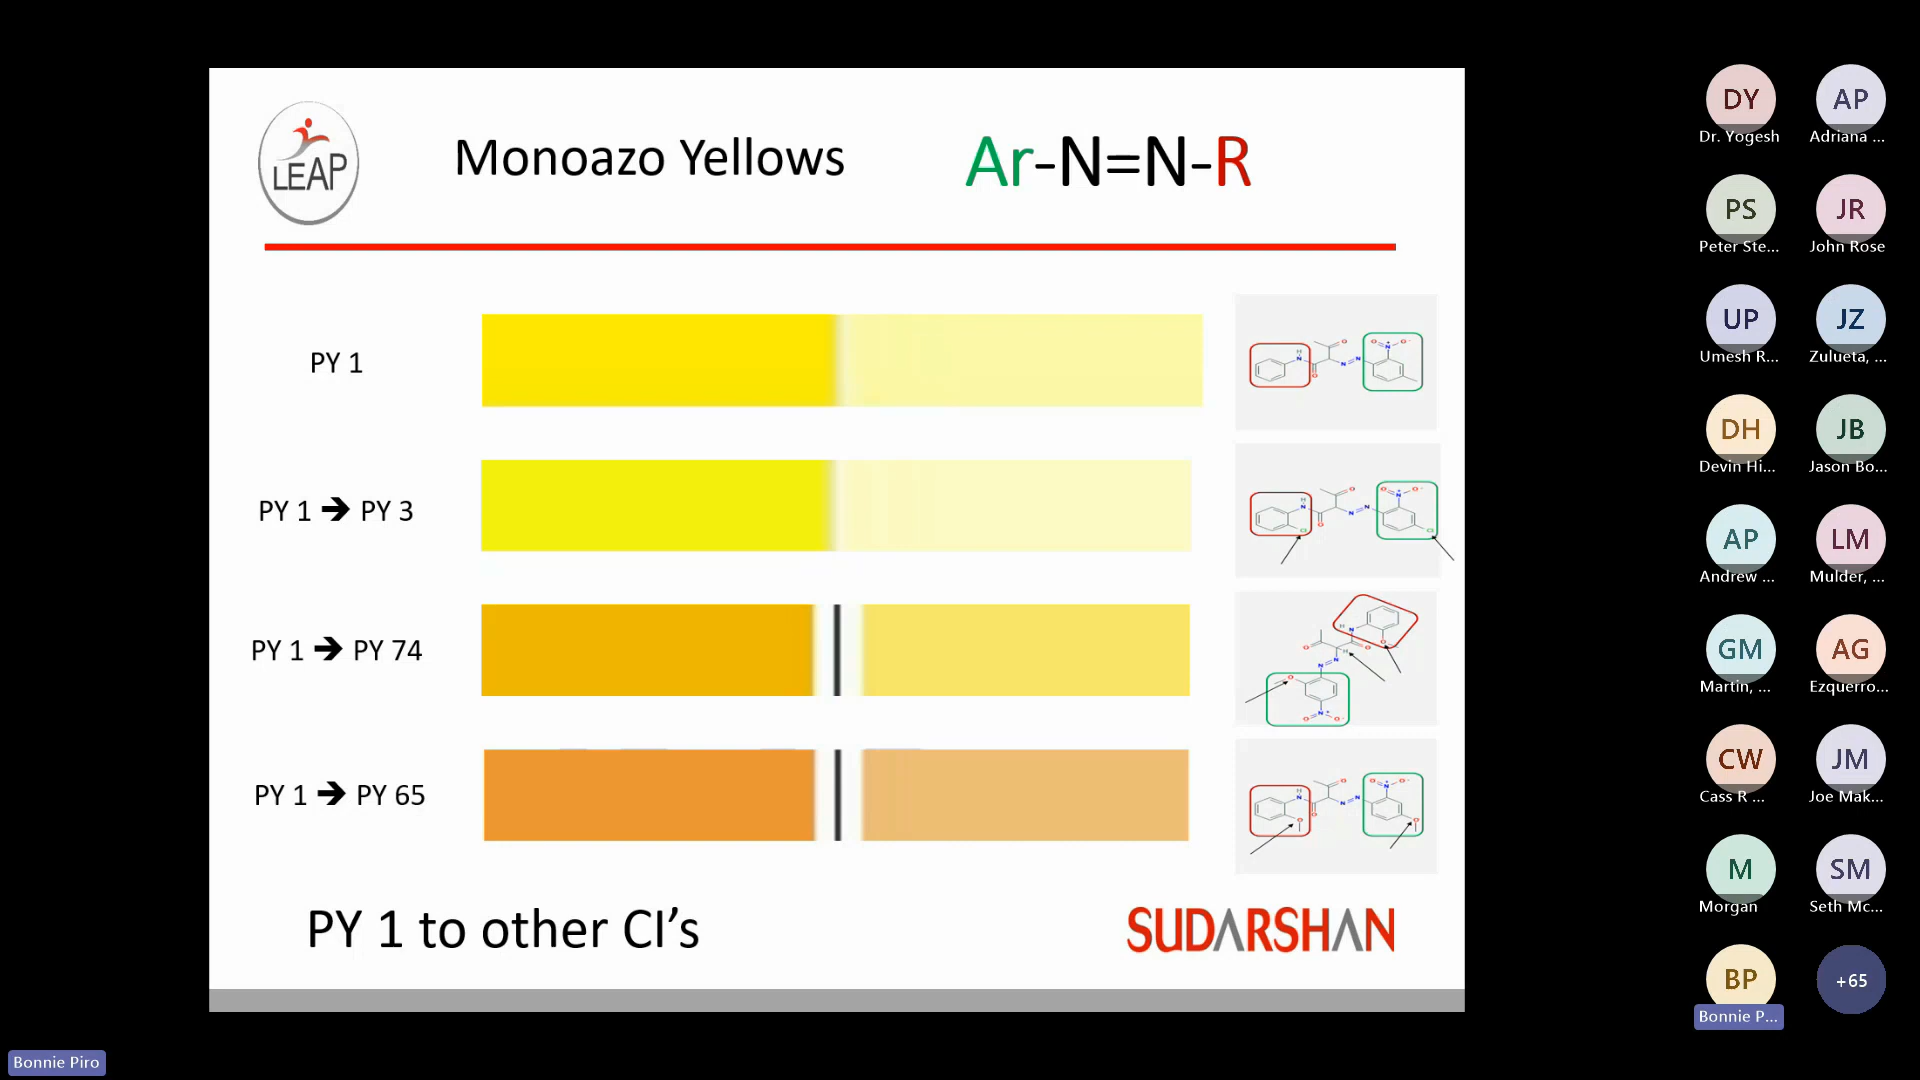 LEAP
Monoazo Yellows
Ar-N=N-R
PY 1
PY 1 ➔ PY 3
PY 1 ➔ PY 74
PY 1 ➔ PY 65
PY 1 to other CI’s
SUDARSHAN
DY
Dr. Yogesh
AP
Adriana ...
PS
Peter Ste...
JR
John Rose
UP
Umesh R...
JZ
Zulueta, ...
DH
Devin Hi...
JB
Jason Bo...
AP
Andrew ...
LM
Mulder, ...
GM
Martin, ...
AG
Ezquerro...
CW
Cass R ...
JM
Joe Mak...
M
Morgan
SM
Seth Mc...
BP
Bonnie P...
+65
Bonnie Piro